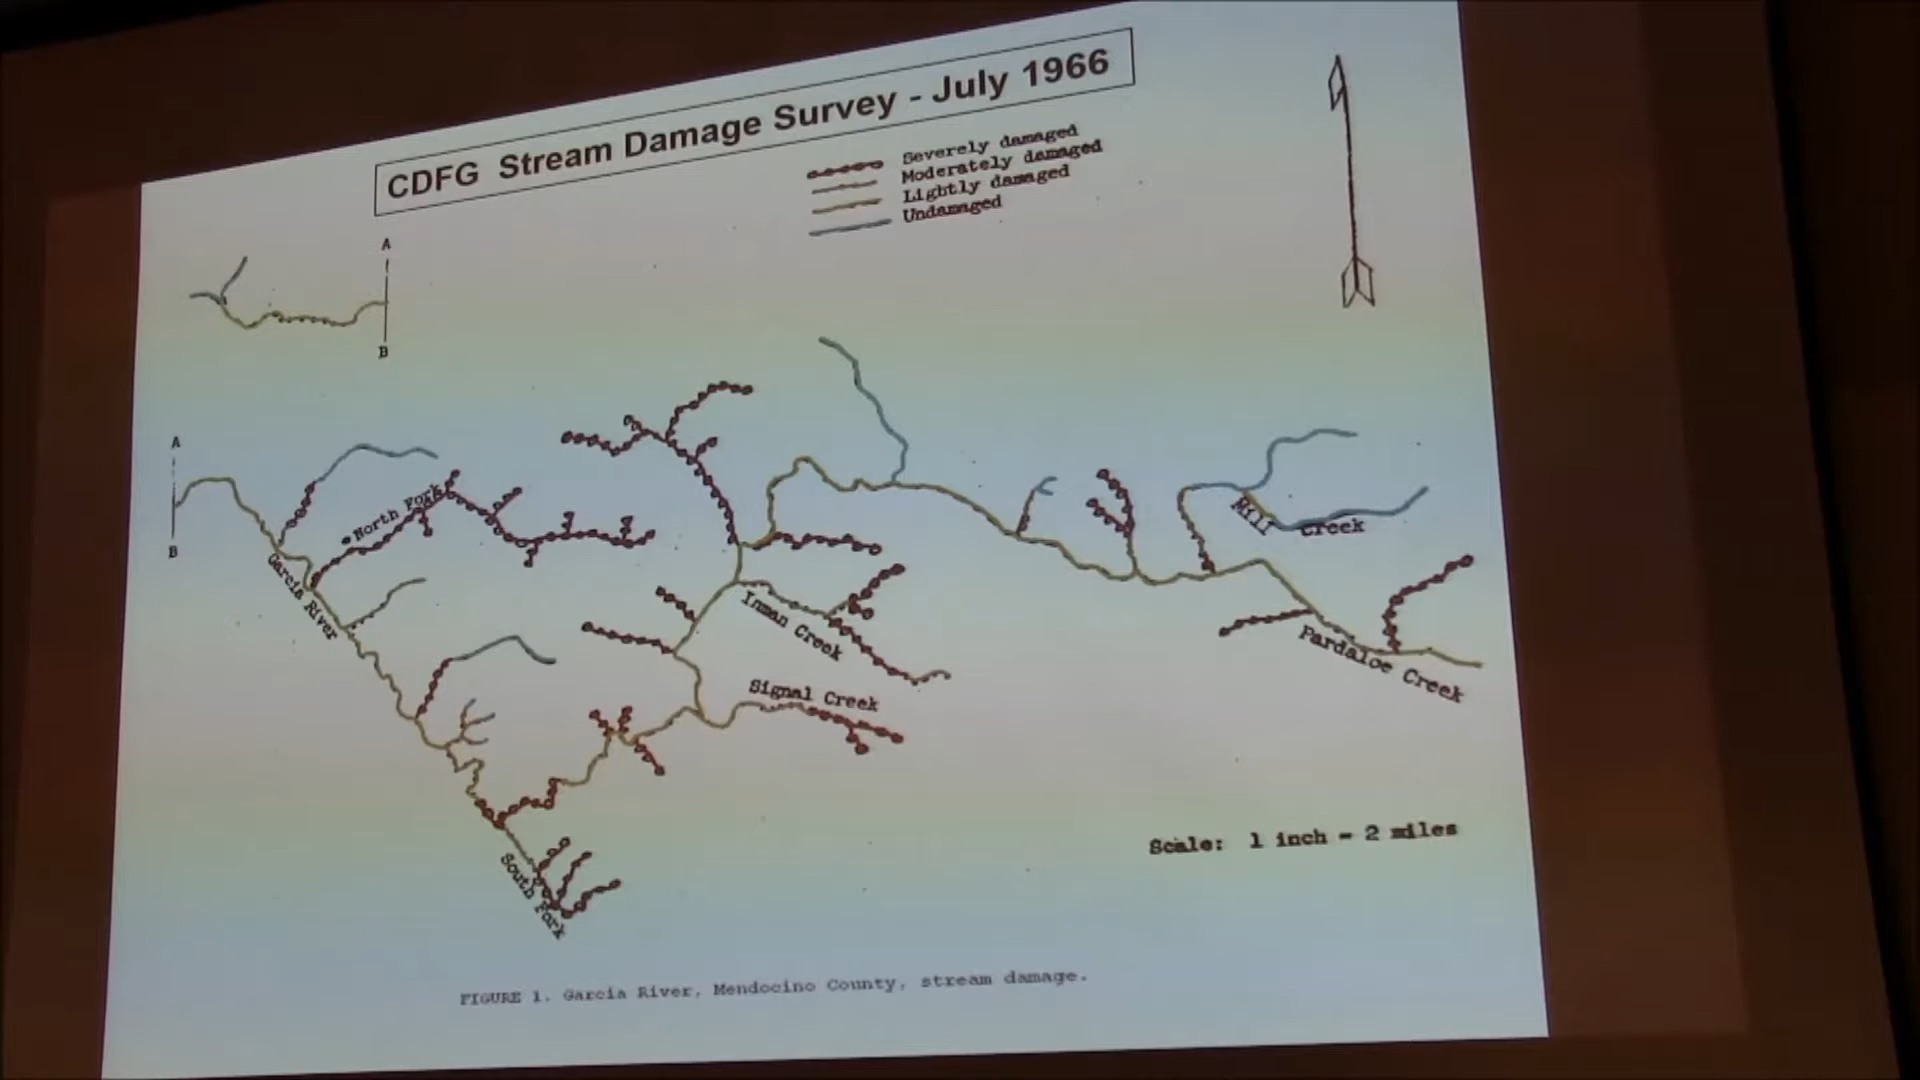 CDFG Stream Damage Survey - July 1966
Severely damaged
Moderately damaged
Lightly damaged
Undamaged
A
B
A
B
North Fork
Garcia River
Mill Creek
Inman Creek
Pardaloe Creek
Signal Creek
South Fork
Scale: 1 inch = 2 miles
FIGURE 1. Garcia River, Mendocino County, stream damage.